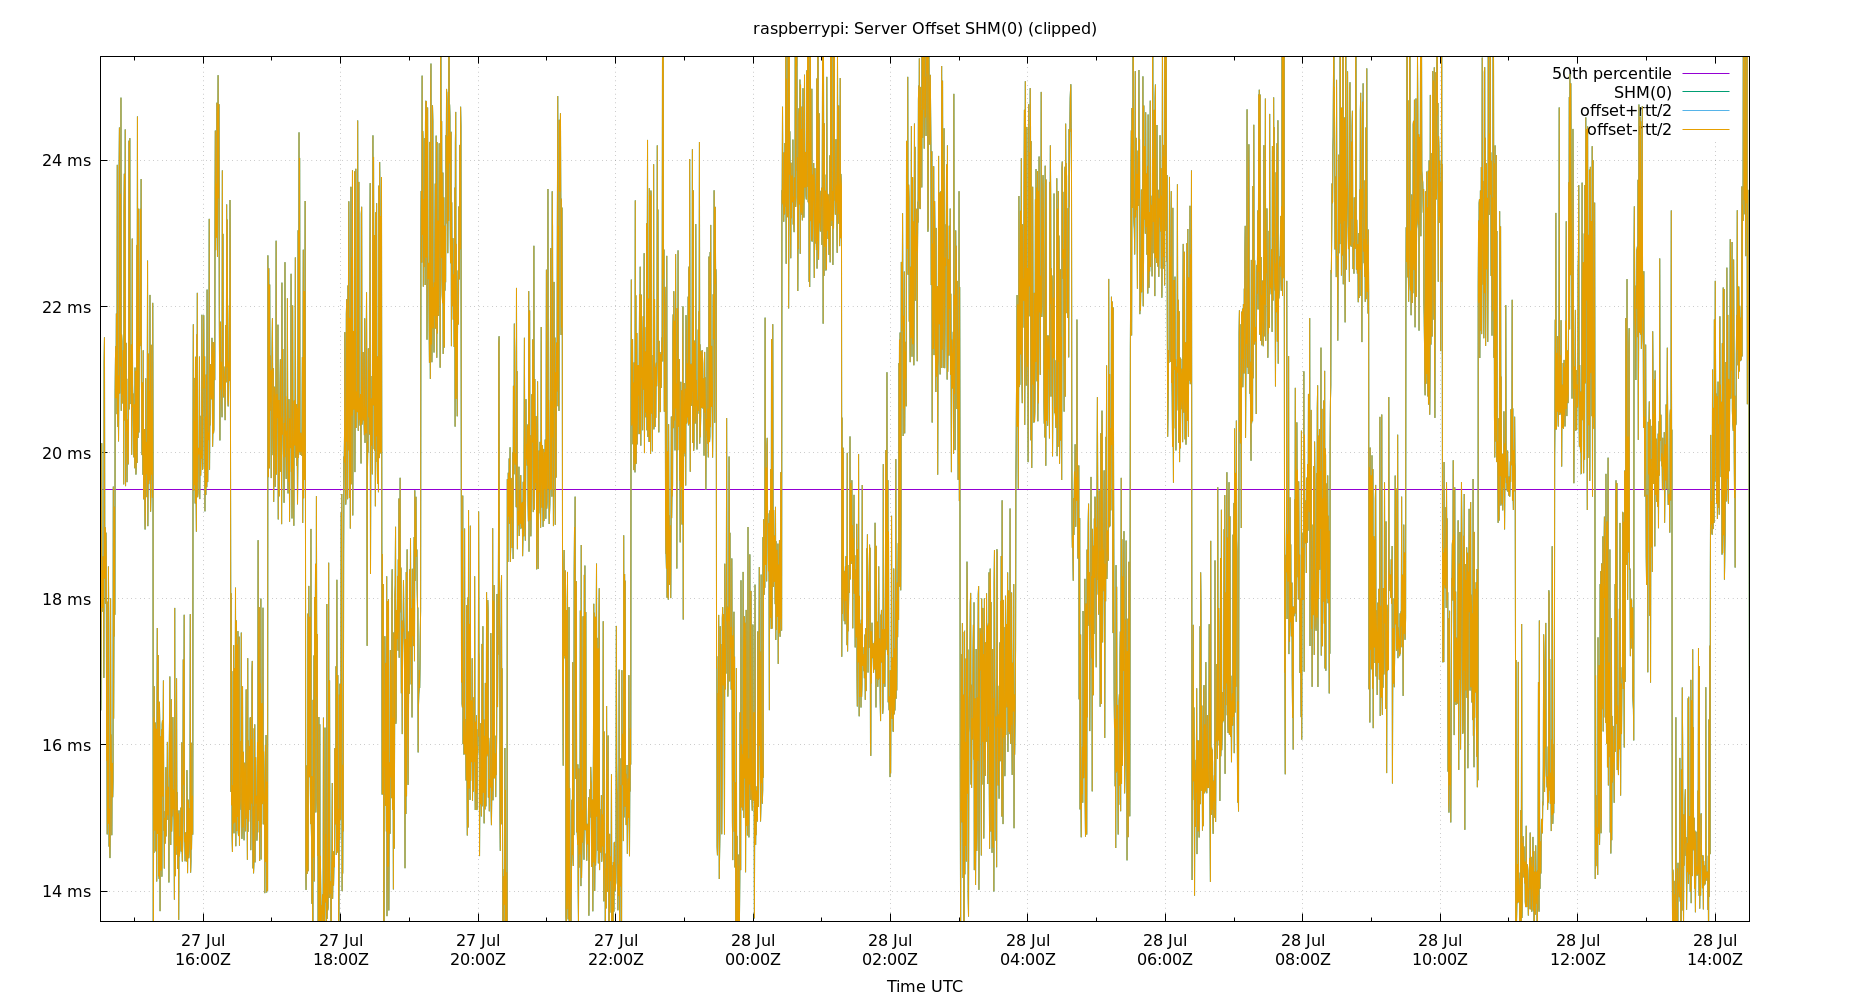 raspberrypi: Server Offset SHM(0) (clipped)
50th percentile
SHM(0)
offset+rtt/2
offset-rtt/2
24 ms
22 ms
20 ms
18 ms
16 ms
14 ms
27 Jul 27 Jul 27 Jul 27 Jul 28 Jul 28 Jul 28 Jul 28 Jul 28 Jul 28 Jul 28 Jul 28 Jul
16:00Z 18:00Z 20:00Z 22:00Z 00:00Z 02:00Z 04:00Z 06:00Z 08:00Z 10:00Z 12:00Z 14:00Z
Time UTC